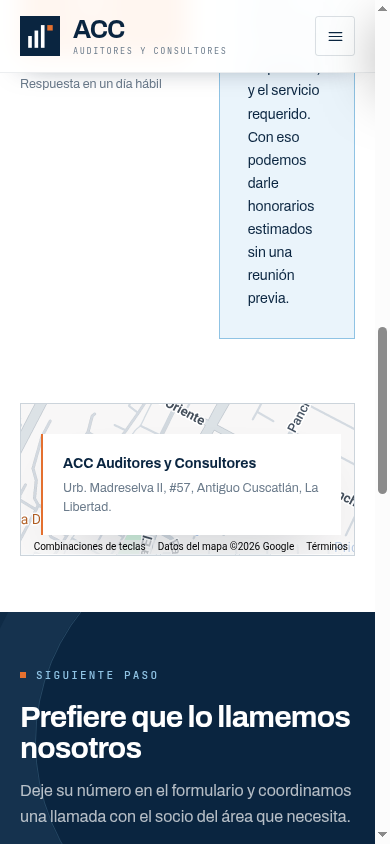 ACC
AUDITORES Y CONSULTORES
Respuesta en un día hábil
y el servicio
requerido.
Con eso
podemos
darle
honorarios
estimados
sin una
reunión
previa.
Oriente
ACC Auditores y Consultores
Urb. Madreselva II, #57, Antiguo Cuscatlán, La
Libertad.
a D
Combinaciones de teclas
Datos del mapa ©2026 Google
Términos
SIGUIENTE PASO
Prefiere que lo llamemos
nosotros
Deje su número en el formulario y coordinamos
una llamada con el socio del área que necesita.